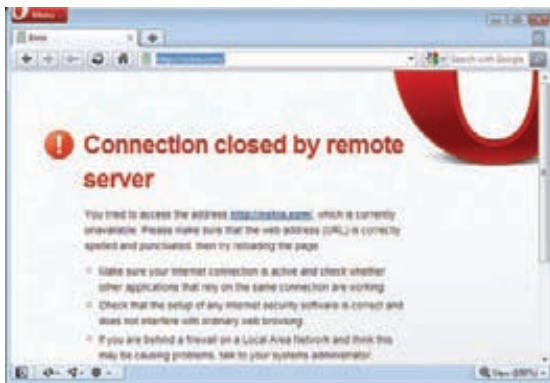 Menu
Error
Search with Google
Connection closed by remote
server
You tried to access the address which is currently
unavailable. Please make sure that the web address (URL) is correctly
spelled and punctuated, then try reloading the page.
Make sure your internet connection is active and check whether
other applications that rely on the same connection are working.
Check that the setup of any internet security software is correct and
does not interfere with ordinary web browsing.
If you are behind a firewall on a Local Area Network and think this
may be causing problems, talk to your systems administrator.
View (100%)